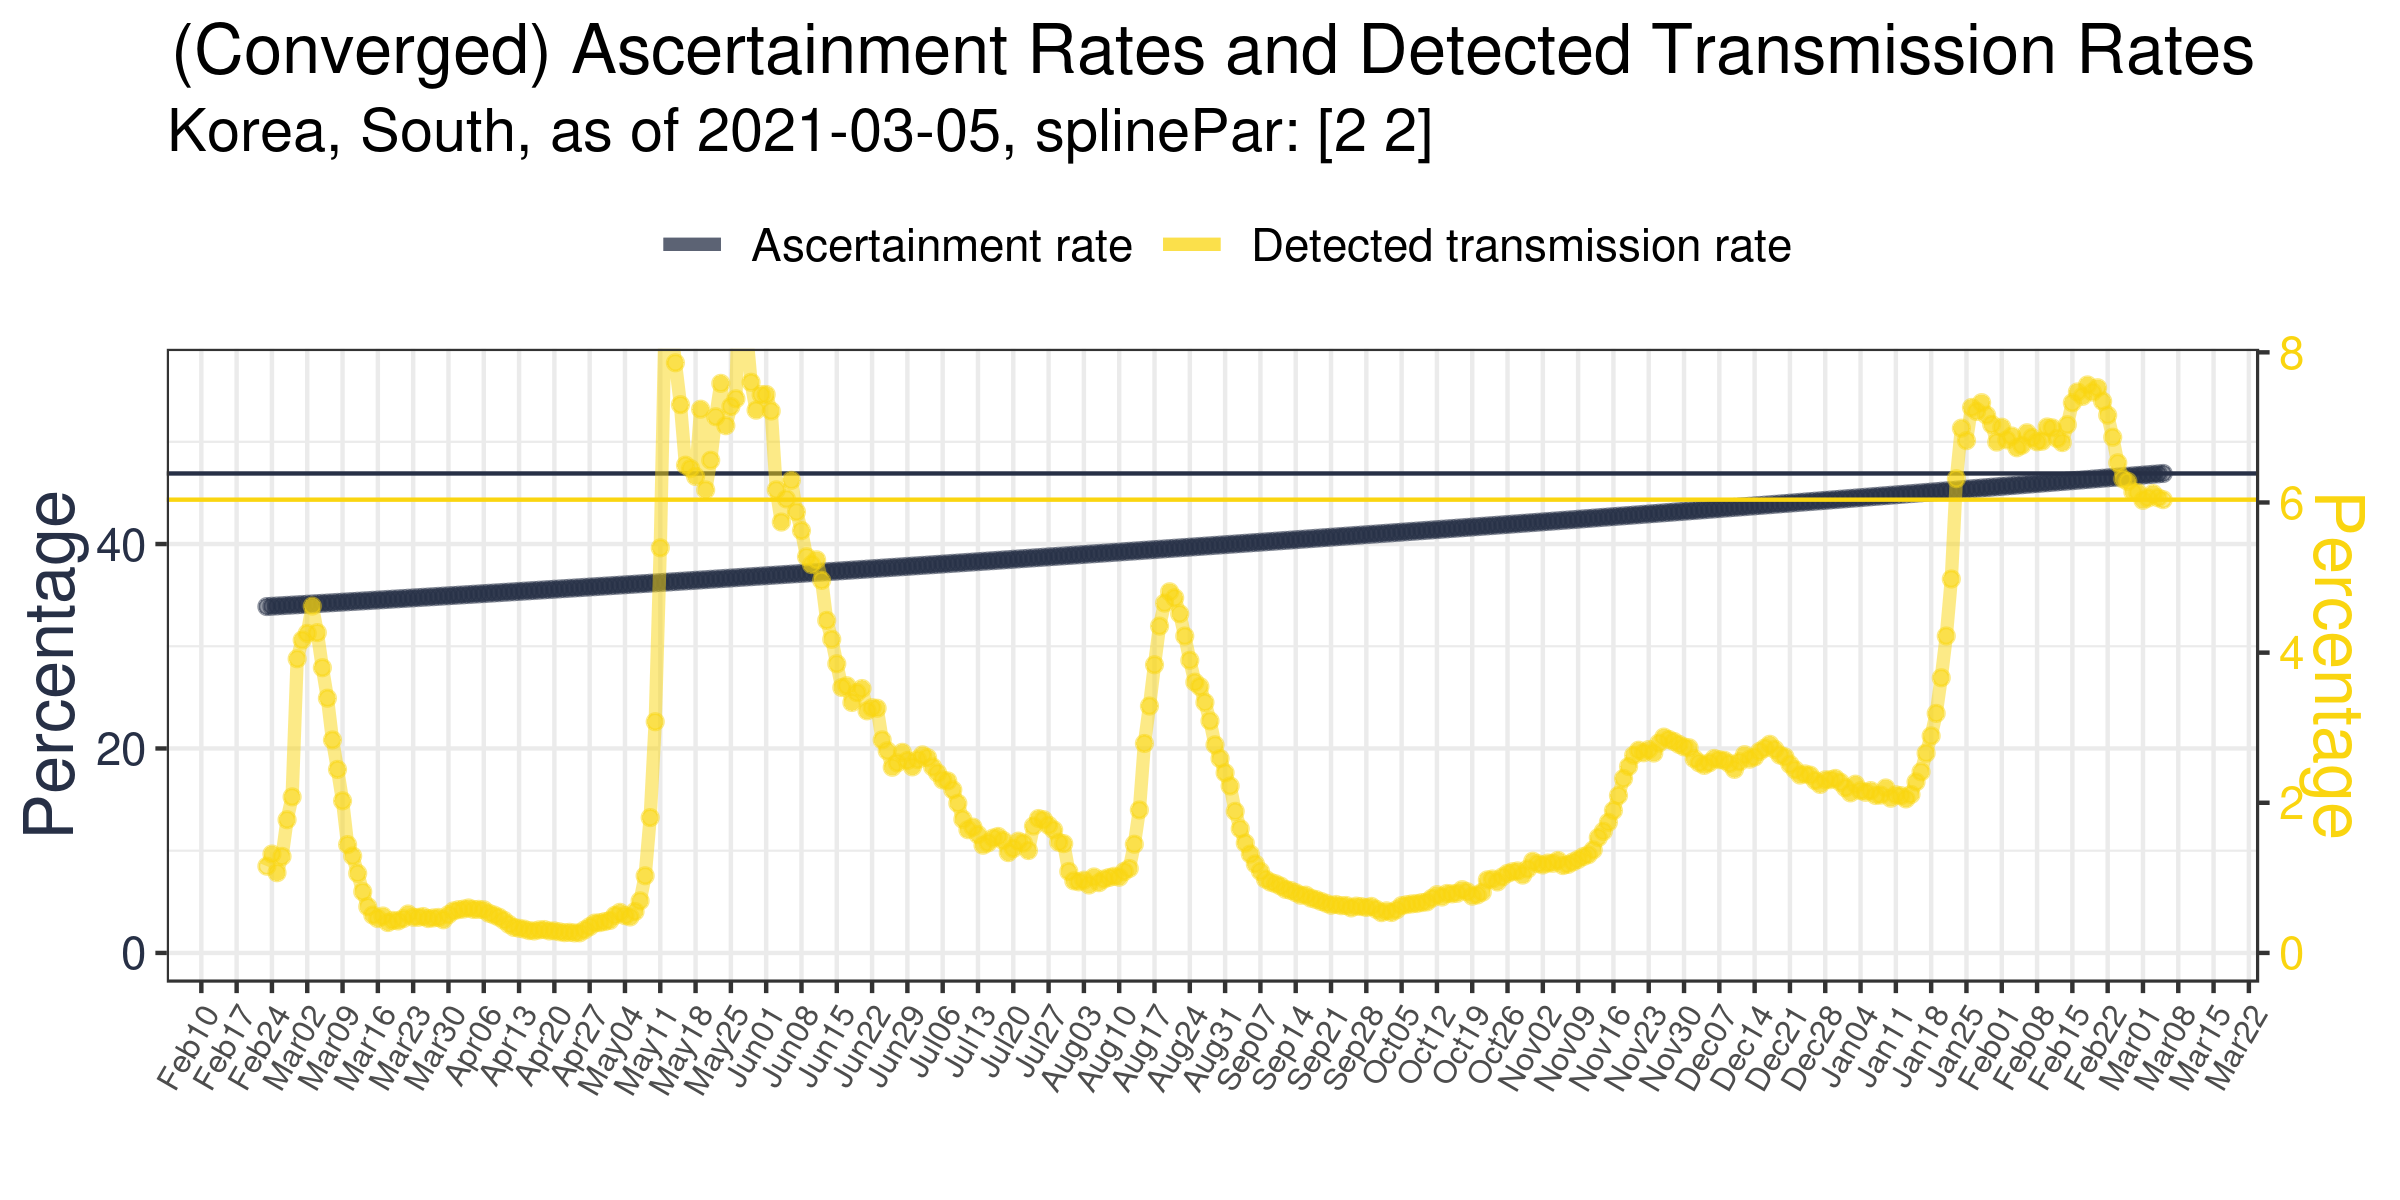 (Converged) Ascertainment Rates and Detected Transmission Rates
Korea, South, as of 2021-03-05, splinePar: [2 2]
Ascertainment rate Detected transmission rate
Percentage
40
20
0
8
6
4
2
0
Percentage
Feb10 Feb17 Feb24 Mar02 Mar09 Mar16 Mar23 Mar30 Apr06 Apr13 Apr20 Apr27 May04 May11 May18 May25 Jun01 Jun08 Jun15 Jun22 Jun29 Jul06 Jul13 Jul20 Jul27 Aug03 Aug10 Aug17 Aug24 Aug31 Sep07 Sep14 Sep21 Sep28 Oct05 Oct12 Oct19 Oct26 Nov02 Nov09 Nov16 Nov23 Nov30 Dec07 Dec14 Dec21 Dec28 Jan04 Jan11 Jan18 Jan25 Feb01 Feb08 Feb15 Feb22 Mar01 Mar08 Mar15 Mar22